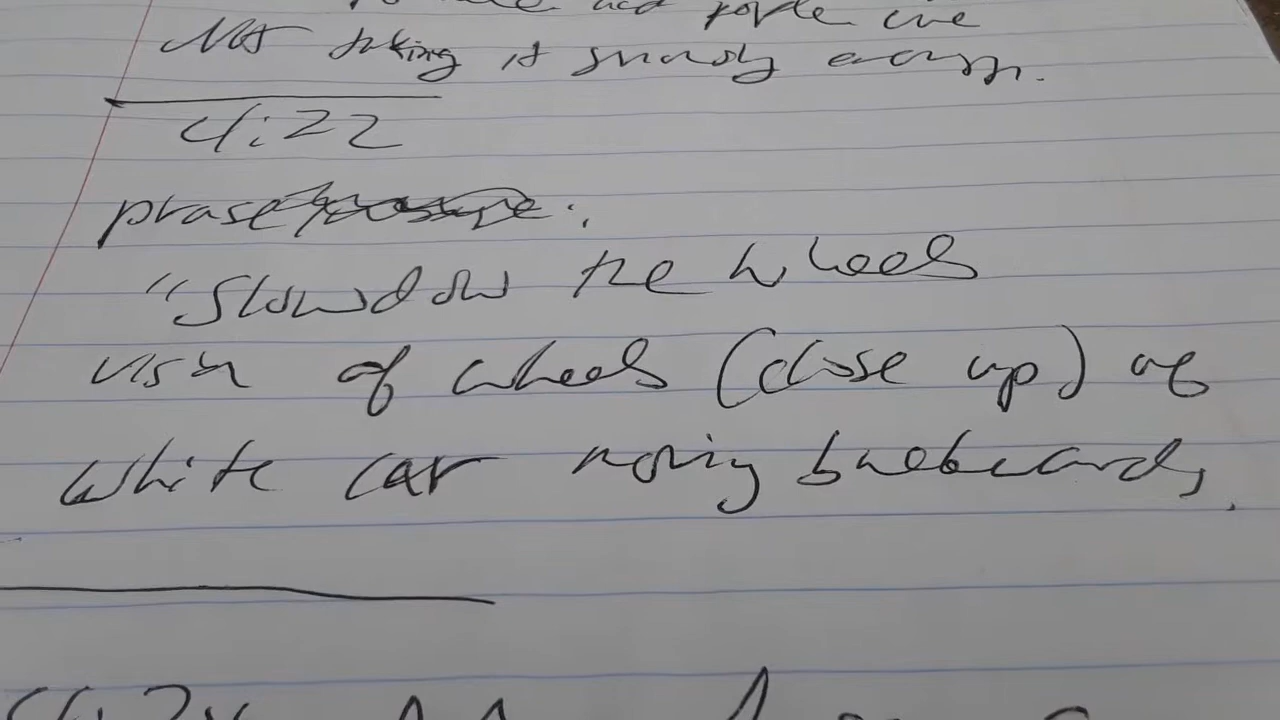 Not taking it seriously enough.
4:22
phrase:
"Slow down the wheels
vision of wheels (close up) of
white car moving backwards.